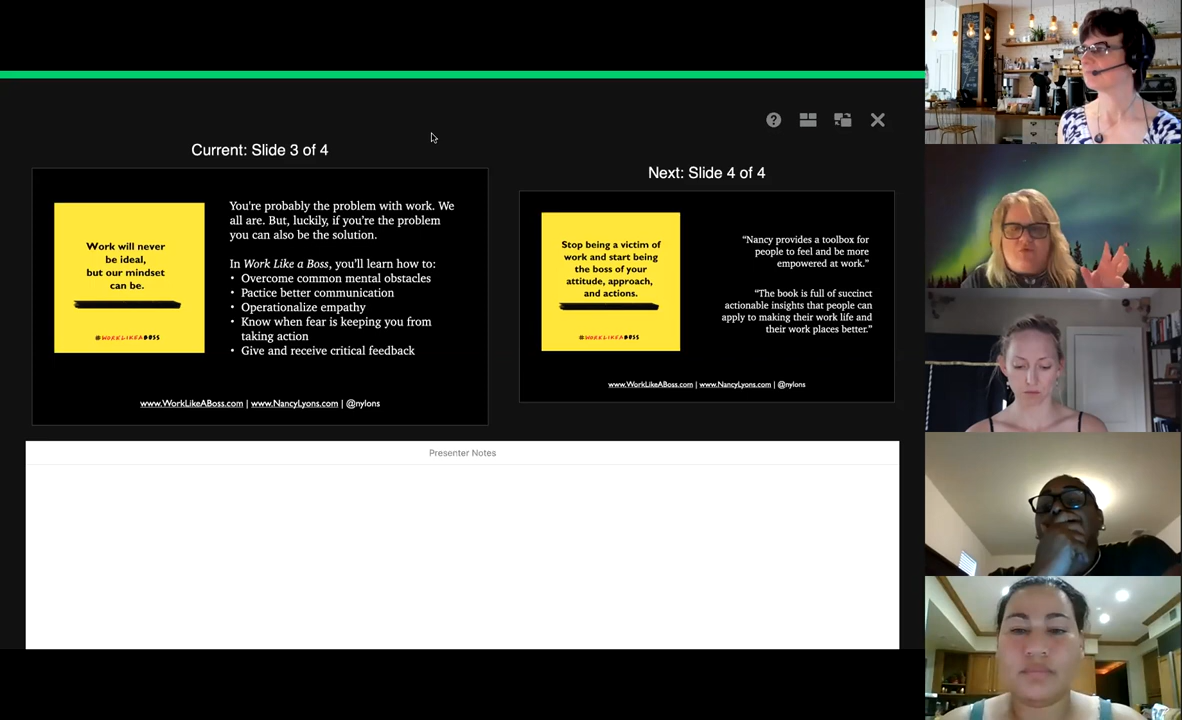 Current: Slide 3 of 4
Work will never
be ideal,
but our mindset
can be.
#WORKLIKEABOSS
You're probably the problem with work. We
all are. But, luckily, if you're the problem
you can also be the solution.
In Work Like a Boss, you'll learn how to:
• Overcome common mental obstacles
• Pactice better communication
• Operationalize empathy
• Know when fear is keeping you from
taking action
• Give and receive critical feedback
www.WorkLikeABoss.com | www.NancyLyons.com | @nylons
Next: Slide 4 of 4
Stop being a victim of
work and start being
the boss of your
attitude, approach,
and actions.
#WORKLIKEABOSS
“Nancy provides a toolbox for
people to feel and be more
empowered at work.”
“The book is full of succinct
actionable insights that people can
apply to making their work life and
their work places better.”
www.WorkLikeABoss.com | www.NancyLyons.com | @nylons
Presenter Notes